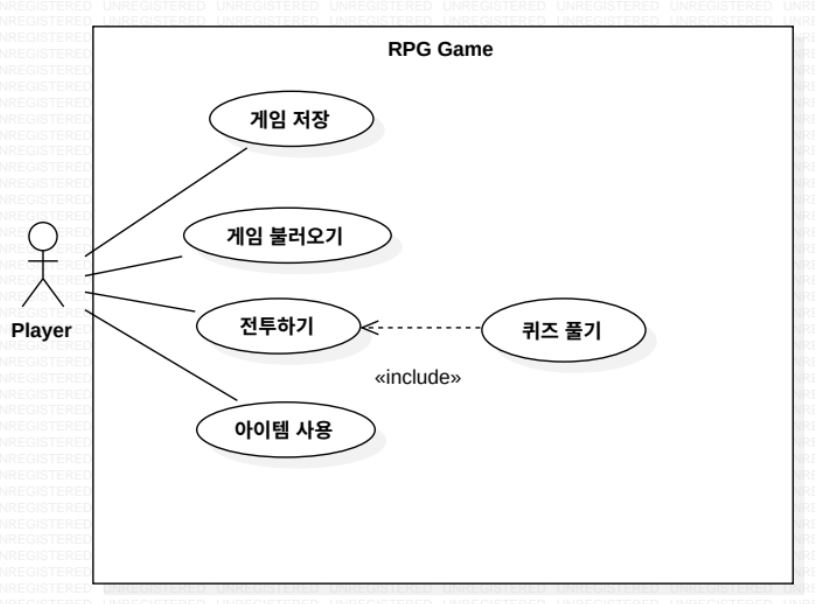 RPG Game
게임 저장
게임 불러오기
전투하기
퀴즈 풀기
Player
«include»
아이템 사용
UNREGISTERED